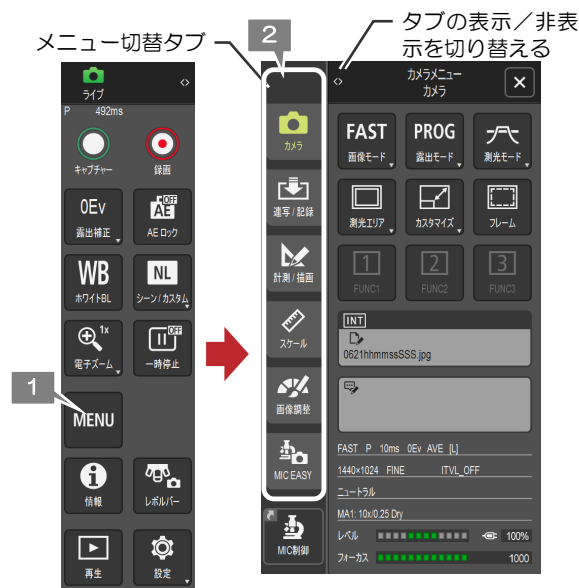 メニュー切替タブ
2
タブの表示／非表
示を切り替える
ライブ
P 492ms
キャプチャー
録画
0Ev
露出補正
OFF
AE
AE ロック
WB
ホワイトBL
NL
シーン/カスタム
1x
電子ズーム
OFF
一時停止
1
MENU
情報
レボルバー
再生
設定
カメラ
連写/記録
計測/描画
スケール
画像調整
MIC EASY
MIC制御
カメラメニュー
カメラ
FAST
画像モード
PROG
露出モード
測光モード
測光エリア
カスタマイズ
フレーム
1
FUNC1
2
FUNC2
3
FUNC3
INT
0621hhmmssSSS.jpg
FAST P 10ms 0Ev AVE [L]
1440×1024 FINE ITVL_OFF
ニュートラル
MA1: 10x/0.25 Dry
レベル 100%
フォーカス 1000